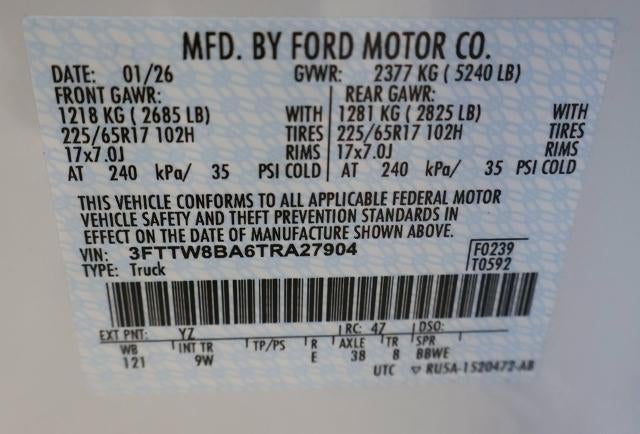 MFD. BY FORD MOTOR CO.
DATE: 01/26 GVWR: 2377 KG ( 5240 LB)
FRONT GAWR: REAR GAWR:
1218 KG ( 2685 LB) WITH 1281 KG ( 2825 LB) WITH
225/65R17 102H TIRES 225/65R17 102H TIRES
17x7.0J RIMS 17x7.0J RIMS
AT 240 kPa/ 35 PSI COLD AT 240 kPa/ 35 PSI COLD
THIS VEHICLE CONFORMS TO ALL APPLICABLE FEDERAL MOTOR
VEHICLE SAFETY AND THEFT PREVENTION STANDARDS IN
EFFECT ON THE DATE OF MANUFACTURE SHOWN ABOVE.
VIN: 3FTTW8BA6TRA27904 F0239
TYPE: Truck T0592
EXT PNT: YZ RC: 47 DSO:
WB INT TR TP/PS R AXLE TR SPR
121 9W E 38 8 BBWE
UTC ▽ RU5A-1520472-AB